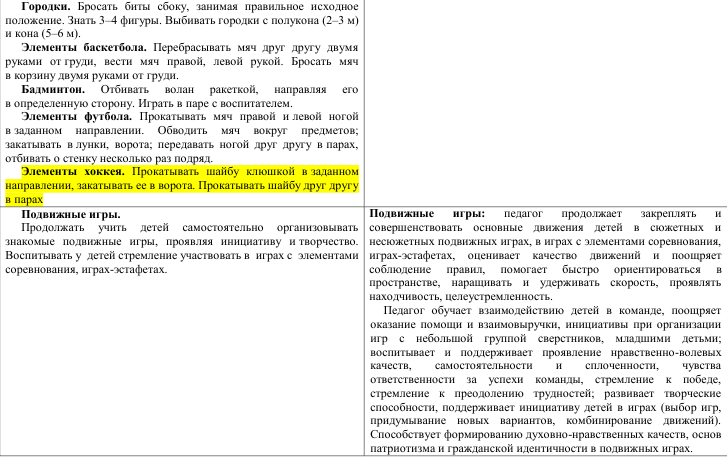 Городки. Бросать биты сбоку, занимая правильное исходное
положение. Знать 3–4 фигуры. Выбивать городки с полукона (2–3 м)
и кона (5–6 м).
Элементы баскетбола. Перебрасывать мяч друг другу двумя
руками от груди, вести мяч правой, левой рукой. Бросать мяч
в корзину двумя руками от груди.
Бадминтон. Отбивать волан ракеткой, направляя его
в определенную сторону. Играть в паре с воспитателем.
Элементы футбола. Прокатывать мяч правой и левой ногой
в заданном направлении. Обводить мяч вокруг предметов;
закатывать в лунки, ворота; передавать ногой друг другу в парах,
отбивать о стенку несколько раз подряд.
Элементы хоккея. Прокатывать шайбу клюшкой в заданном
направлении, закатывать ее в ворота. Прокатывать шайбу друг другу
в парах
Подвижные игры.
Продолжать учить детей самостоятельно организовывать
знакомые подвижные игры, проявляя инициативу и творчество.
Воспитывать у детей стремление участвовать в играх с элементами
соревнования, играх-эстафетах.
Подвижные игры: педагог продолжает закреплять и
совершенствовать основные движения детей в сюжетных и
несюжетных подвижных играх, в играх с элементами соревнования,
играх-эстафетах, оценивает качество движений и поощряет
соблюдение правил, помогает быстро ориентироваться в
пространстве, наращивать и удерживать скорость, проявлять
находчивость, целеустремленность.
Педагог обучает взаимодействию детей в команде, поощряет
оказание помощи и взаимовыручки, инициативы при организации
игр с небольшой группой сверстников, младшими детьми;
воспитывает и поддерживает проявление нравственно-волевых
качеств, самостоятельности и сплоченности, чувства
ответственности за успехи команды, стремление к победе,
стремление к преодолению трудностей; развивает творческие
способности, поддерживает инициативу детей в играх (выбор игр,
придумывание новых вариантов, комбинирование движений).
Способствует формированию духовно-нравственных качеств, основ
патриотизма и гражданской идентичности в подвижных играх.